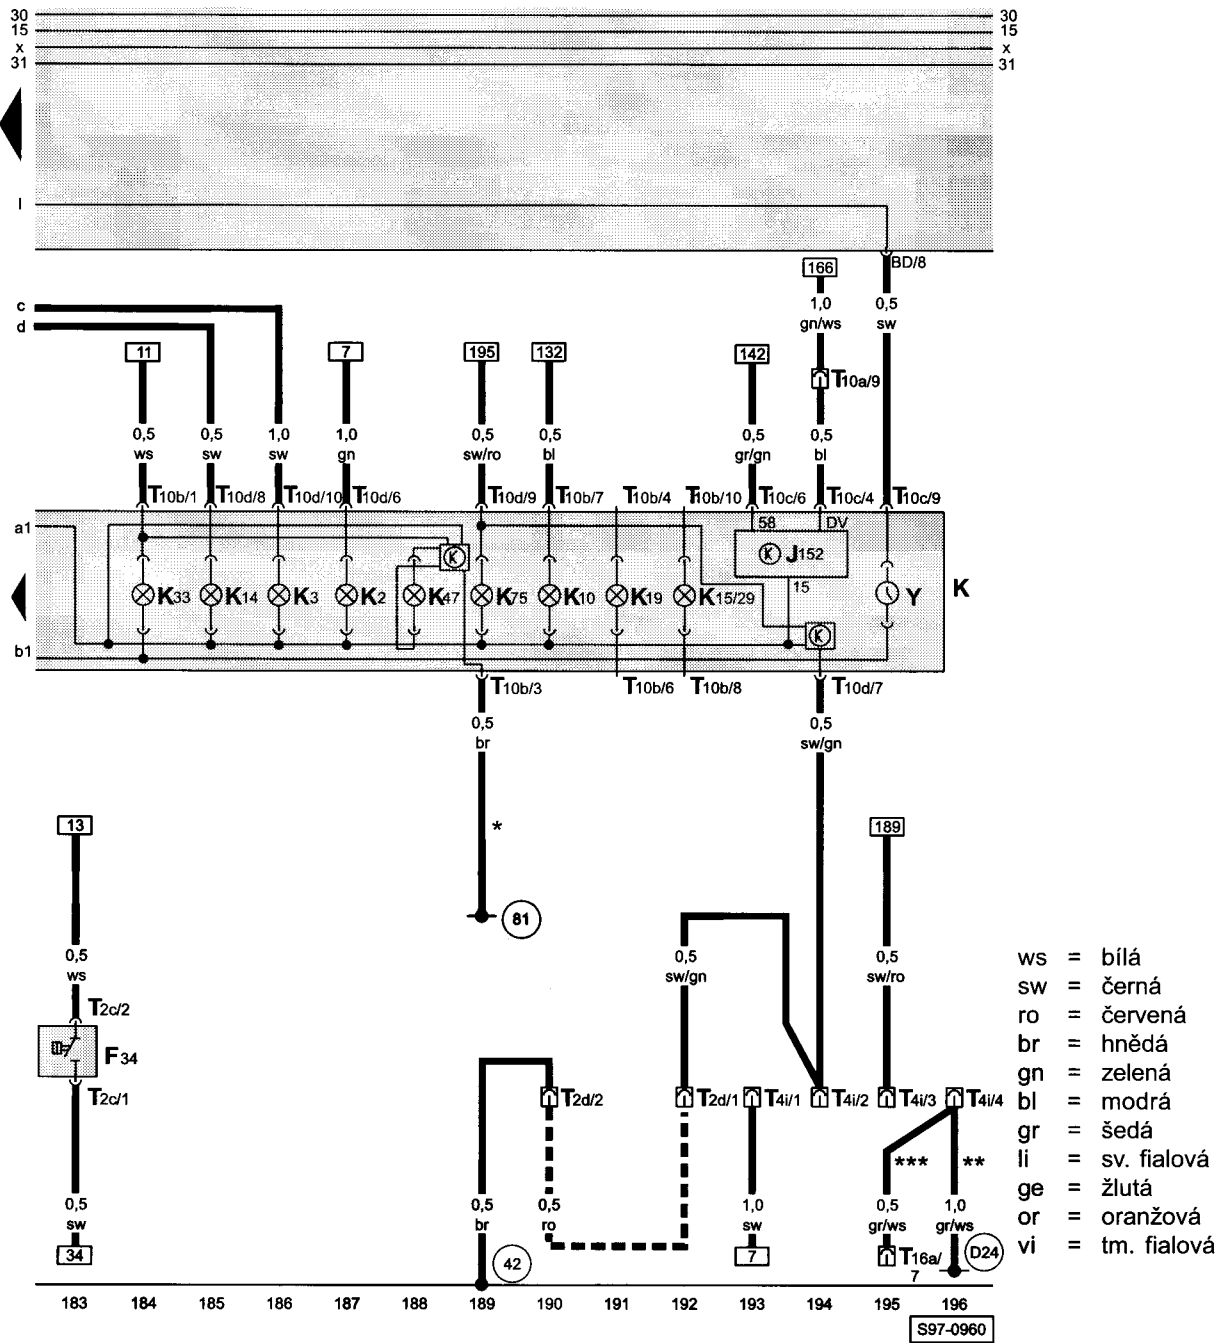 30 30
15 15
x x
31 31
l
BD/8
166
c
1,0 0,5
d
gn/ws sw
11 7 195 132 142
T10a/9
0,5 0,5 1,0 1,0 0,5 0,5 0,5 0,5
ws sw sw gn sw/ro bl gr/gn bl
T10b/1 T10d/8 T10d/10 T10d/6 T10d/9 T10b/7 T10b/4 T10b/10 T10c/6 T10c/4 T10c/9
a1 58 DV
K K J152
15
K33 K14 K3 K2 K47 K75 K10 K19 K15/29 Y K
K
b1
T10b/3 T10b/6 T10b/8 T10d/7
0,5 0,5
br sw/gn
13 * 189
81
0,5 0,5 0,5
ws sw/gn sw/ro
T2c/2
F34
T2c/1 T2d/2 T2d/1 T4i/1 T4i/2 T4i/3 T4i/4
*** **
0,5 0,5 0,5 1,0 0,5 1,0
sw br ro sw gr/ws gr/ws
34 42 7 T16a/7 D24
ws = bílá
sw = černá
ro = červená
br = hnědá
gn = zelená
bl = modrá
gr = šedá
li = sv. fialová
ge = žlutá
or = oranžová
vi = tm. fialová
183 184 185 186 187 188 189 190 191 192 193 194 195 196
S97-0960